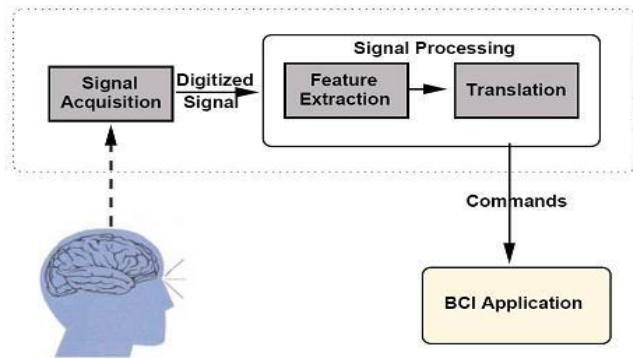 Signal Processing
Signal
Acquisition
Digitized
Signal
Feature
Extraction
Translation
Commands
BCI Application